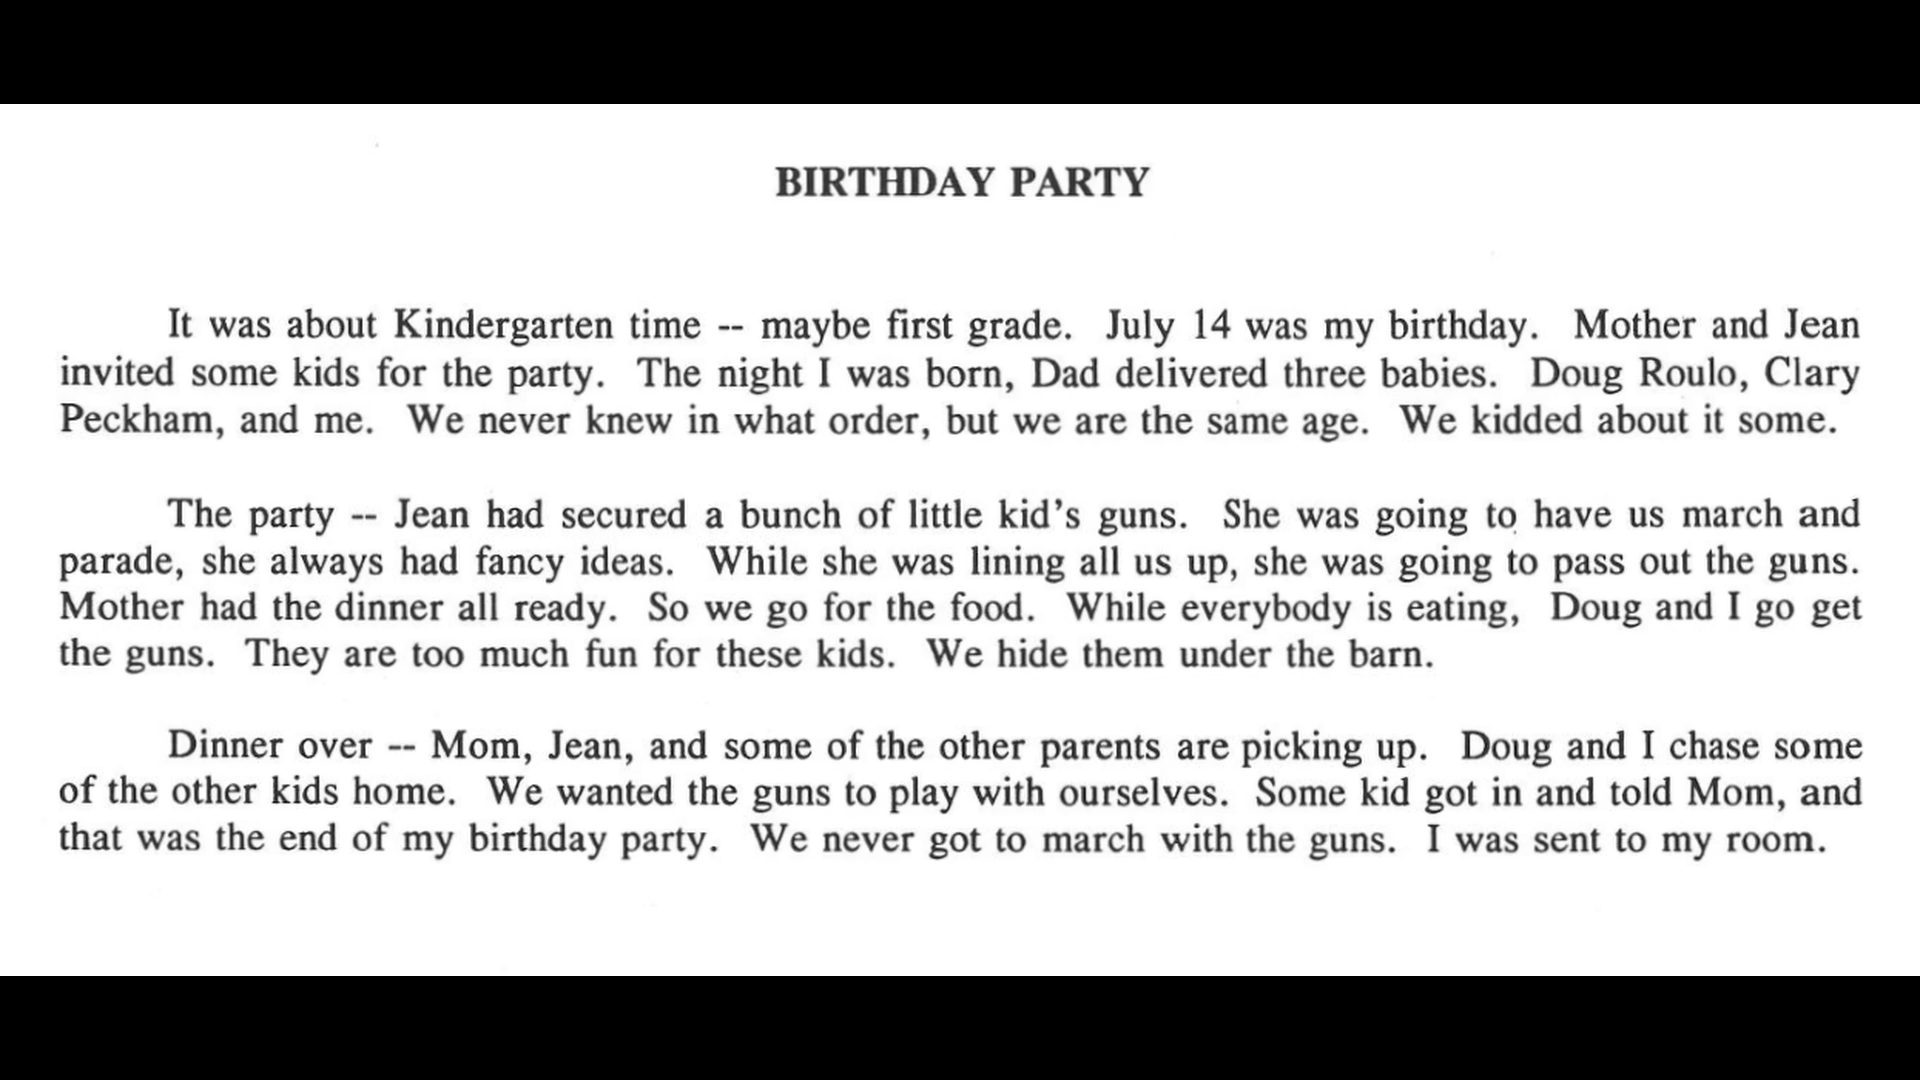 BIRTHDAY PARTY
It was about Kindergarten time -- maybe first grade. July 14 was my birthday. Mother and Jean
invited some kids for the party. The night I was born, Dad delivered three babies. Doug Roulo, Clary
Peckham, and me. We never knew in what order, but we are the same age. We kidded about it some.
The party -- Jean had secured a bunch of little kid's guns. She was going to have us march and
parade, she always had fancy ideas. While she was lining all us up, she was going to pass out the guns.
Mother had the dinner all ready. So we go for the food. While everybody is eating, Doug and I go get
the guns. They are too much fun for these kids. We hide them under the barn.
Dinner over -- Mom, Jean, and some of the other parents are picking up. Doug and I chase some
of the other kids home. We wanted the guns to play with ourselves. Some kid got in and told Mom, and
that was the end of my birthday party. We never got to march with the guns. I was sent to my room.